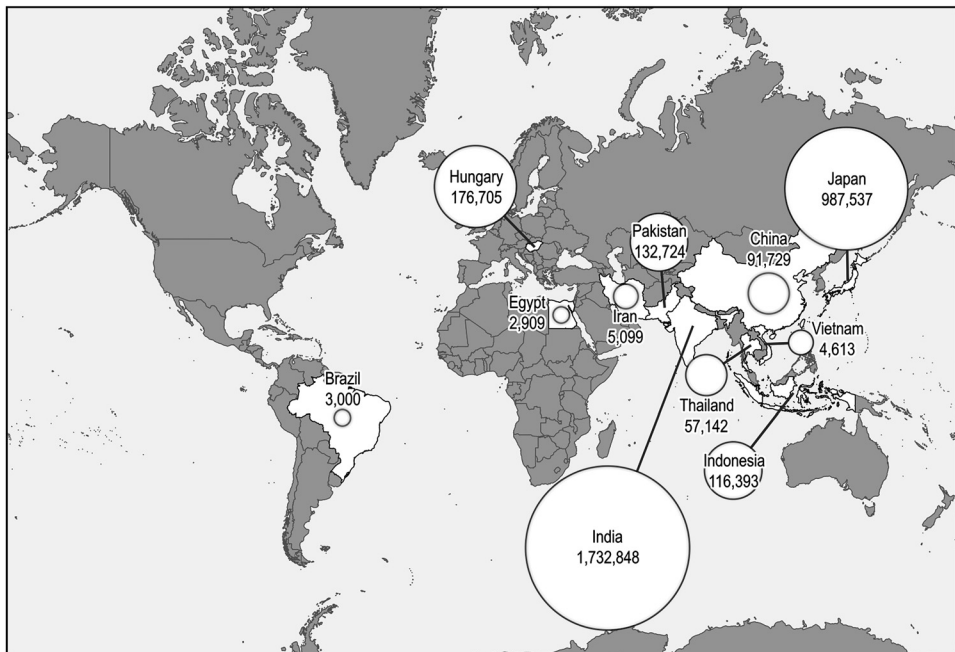 Hungary
176,705
Japan
987,537
Pakistan
132,724
China
91,729
Egypt
2,909
Iran
5,099
Vietnam
4,613
Brazil
3,000
Thailand
57,142
Indonesia
116,393
India
1,732,848